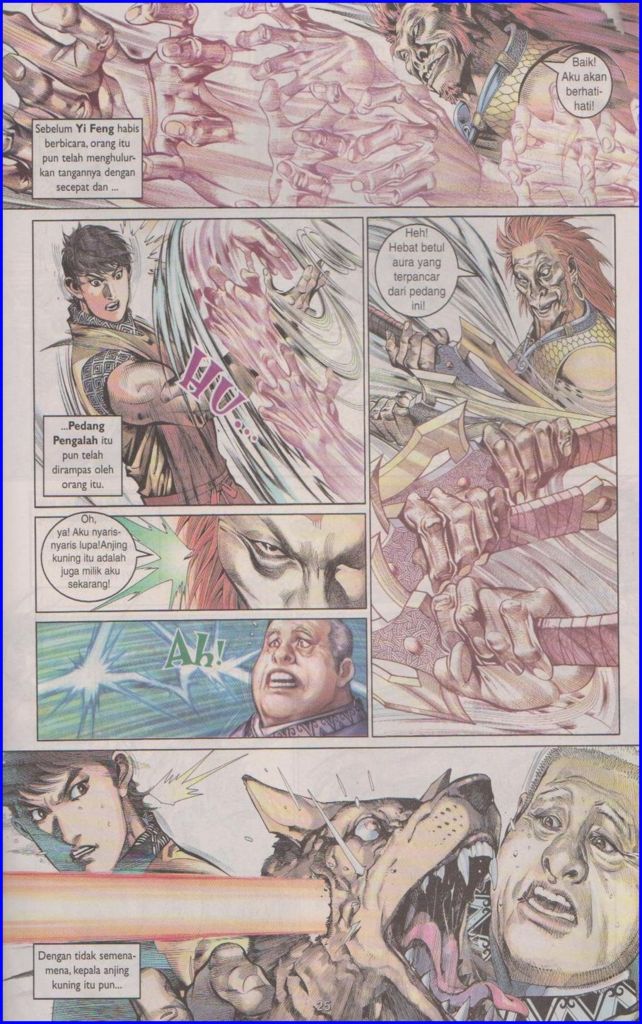 Baik!
Aku akan
berhati-
hati!
Sebelum Yi Feng habis
berbicara, orang itu
pun telah menghulur-
kan tangannya dengan
secepat dan ...
HU...
...Pedang
Pengalah itu
pun telah
dirampas oleh
orang itu.
Heh!
Hebat betul
aura yang
terpancar
dari pedang
ini!
Oh,
ya! Aku nyaris-
nyaris lupa!Anjing
kuning itu adalah
juga milik aku
sekarang!
Ah!
Dengan tidak semena-
mena, kepala anjing
kuning itu pun...
25